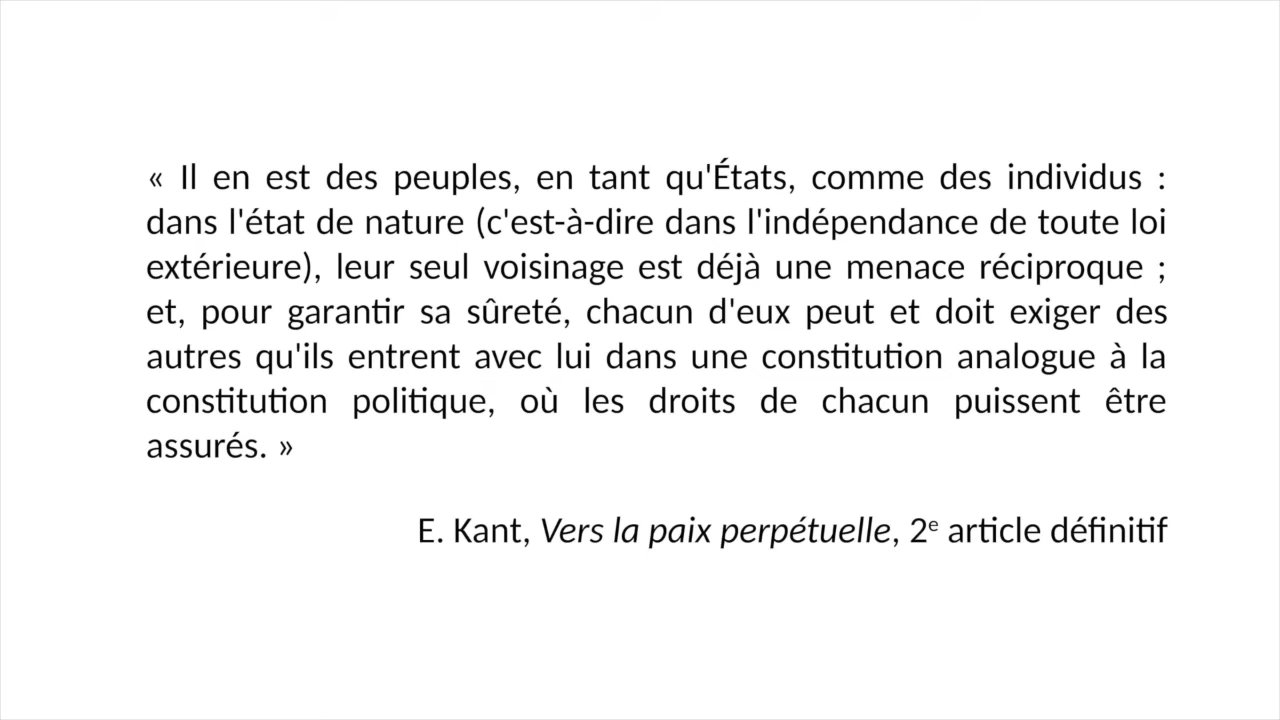 « Il en est des peuples, en tant qu'États, comme des individus :
dans l'état de nature (c'est-à-dire dans l'indépendance de toute loi
extérieure), leur seul voisinage est déjà une menace réciproque ;
et, pour garantir sa sûreté, chacun d'eux peut et doit exiger des
autres qu'ils entrent avec lui dans une constitution analogue à la
constitution politique, où les droits de chacun puissent être
assurés. »
E. Kant, Vers la paix perpétuelle, 2e article définitif